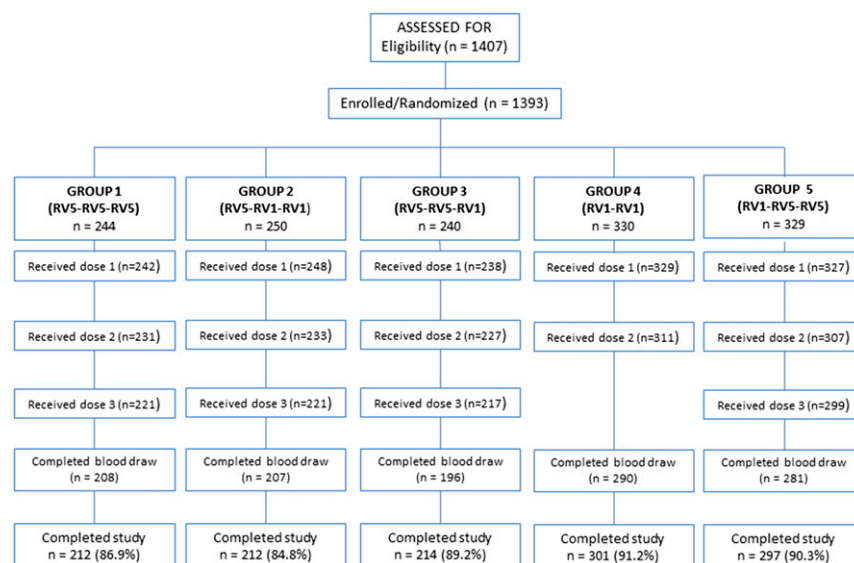 ASSESSED FOR
Eligibility (n = 1407)
Enrolled/Randomized (n = 1393)
GROUP 1
(RV5-RV5-RV5)
n = 244
GROUP 2
(RV5-RV1-RV1)
n = 250
GROUP 3
(RV5-RV5-RV1)
n = 240
GROUP 4
(RV1-RV1)
n = 330
GROUP 5
(RV1-RV5-RV5)
n = 329
Received dose 1 (n=242)
Received dose 1 (n=248)
Received dose 1 (n=238)
Received dose 1 (n=329)
Received dose 1 (n=327)
Received dose 2 (n=231)
Received dose 2 (n=233)
Received dose 2 (n=227)
Received dose 2 (n=311)
Received dose 2 (n=307)
Received dose 3 (n=221)
Received dose 3 (n=221)
Received dose 3 (n=217)
Received dose 3 (n=299)
Completed blood draw
(n = 208)
Completed blood draw
(n = 207)
Completed blood draw
(n = 196)
Completed blood draw
(n = 290)
Completed blood draw
(n = 281)
Completed study
n = 212 (86.9%)
Completed study
n = 212 (84.8%)
Completed study
n = 214 (89.2%)
Completed study
n = 301 (91.2%)
Completed study
n = 297 (90.3%)